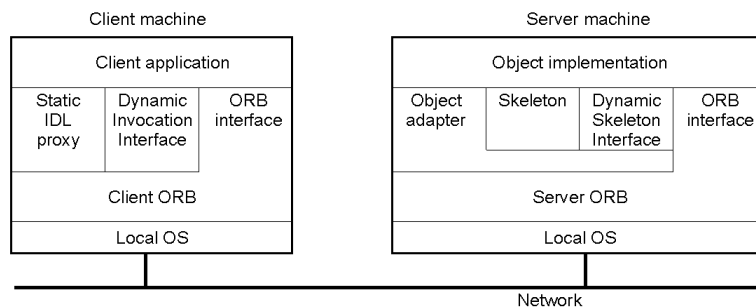 Client machine
Server machine
Client application
Object implementation
Static
IDL
proxy
Dynamic
Invocation
Interface
ORB
interface
Object
adapter
Skeleton
Dynamic
Skeleton
Interface
ORB
interface
Client ORB
Server ORB
Local OS
Local OS
Network